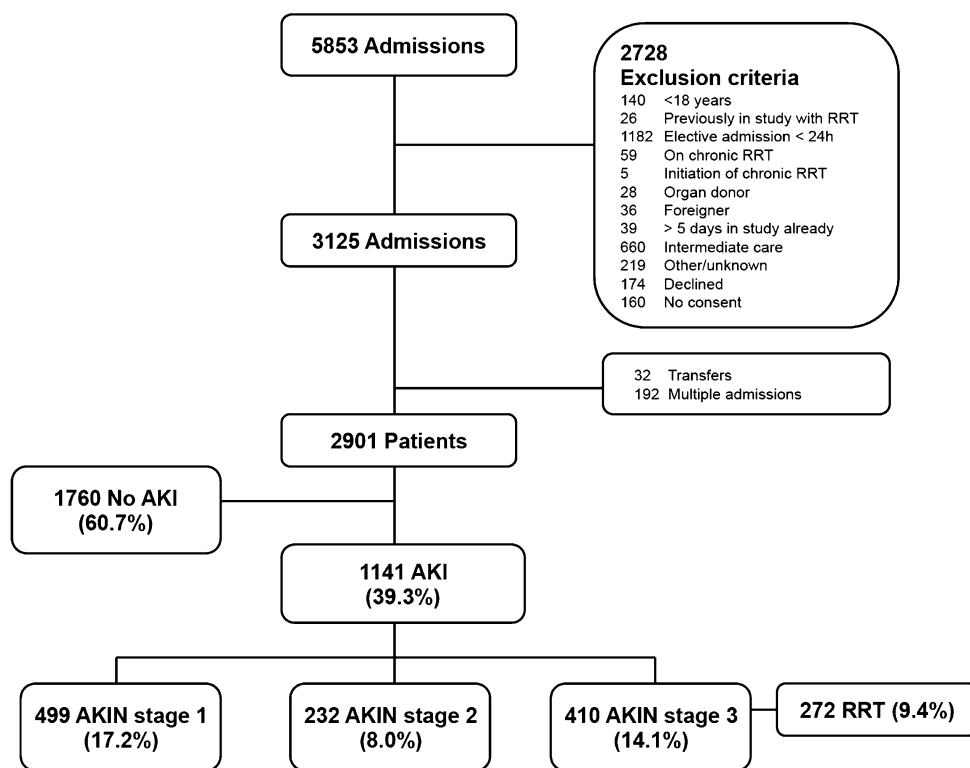 5853 Admissions
2728
Exclusion criteria
140 <18 years
26 Previously in study with RRT
1182 Elective admission < 24h
59 On chronic RRT
5 Initiation of chronic RRT
28 Organ donor
36 Foreigner
39 > 5 days in study already
660 Intermediate care
219 Other/unknown
174 Declined
160 No consent
3125 Admissions
32 Transfers
192 Multiple admissions
2901 Patients
1760 No AKI
(60.7%)
1141 AKI
(39.3%)
499 AKIN stage 1
(17.2%)
232 AKIN stage 2
(8.0%)
410 AKIN stage 3
(14.1%)
272 RRT (9.4%)